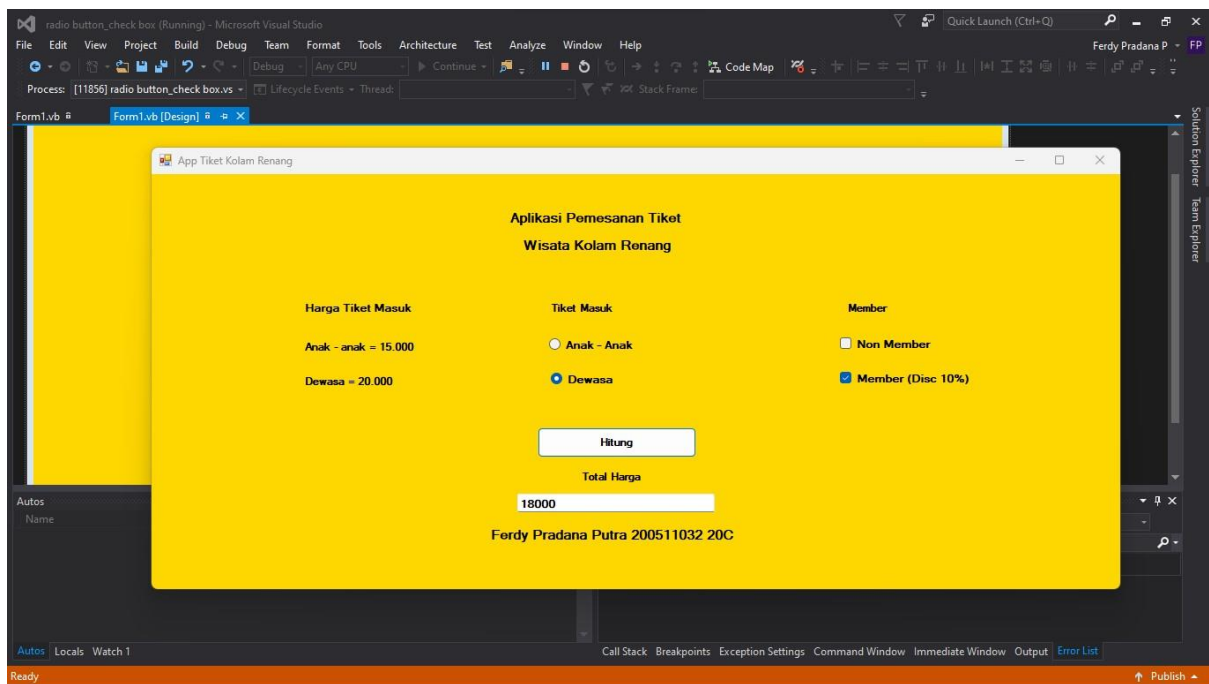 radio button_check box (Running) - Microsoft Visual Studio
Quick Launch (Ctrl+Q)
File Edit View Project Build Debug Team Format Tools Architecture Test Analyze Window Help
Ferdy Pradana P
FP
Debug Any CPU Continue Code Map
Process: [11856] radio button_check box.vs Lifecycle Events Thread: Stack Frame:
Form1.vb
Form1.vb [Design]
Solution Explorer
Team Explorer
App Tiket Kolam Renang
Aplikasi Pemesanan Tiket
Wisata Kolam Renang
Harga Tiket Masuk Tiket Masuk Member
Anak - anak = 15.000 Anak - Anak Non Member
Dewasa = 20.000 Dewasa Member (Disc 10%)
Hitung
Total Harga
18000
Ferdy Pradana Putra 200511032 20C
Autos
Name
Autos Locals Watch 1
Call Stack Breakpoints Exception Settings Command Window Immediate Window Output Error List
Ready
Publish